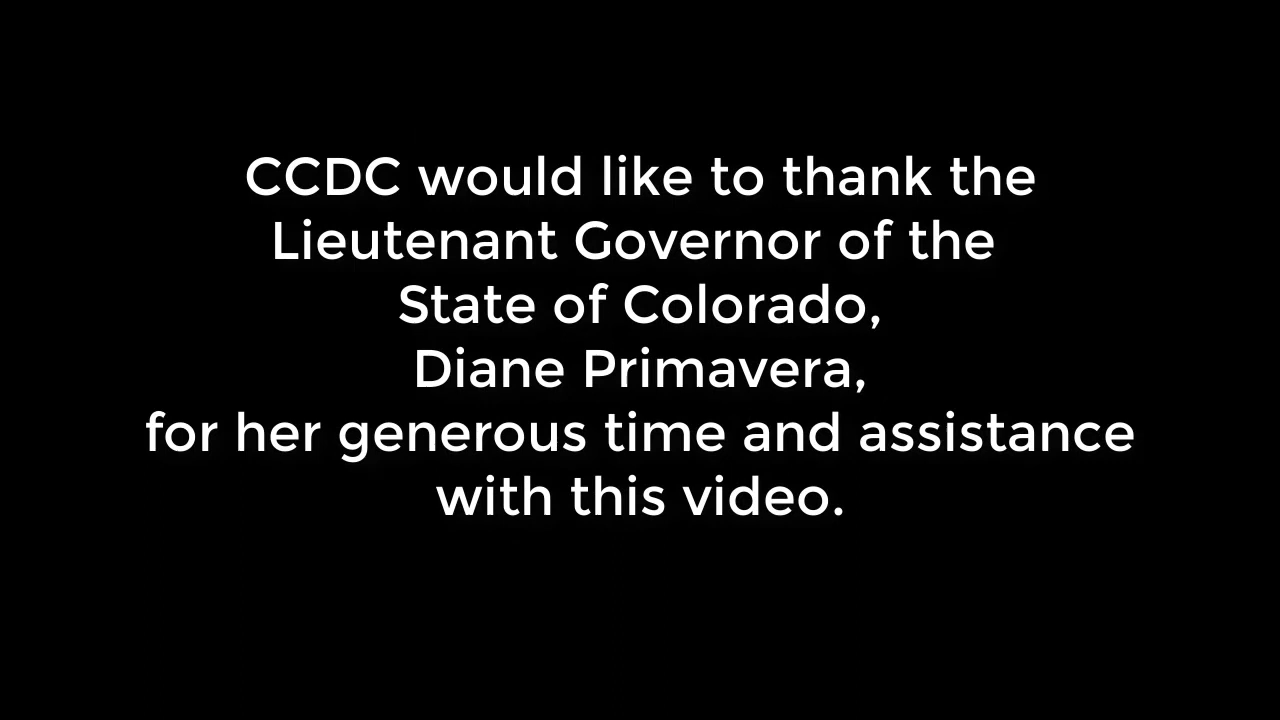 CCDC would like to thank the
Lieutenant Governor of the
State of Colorado,
Diane Primavera,
for her generous time and assistance
with this video.